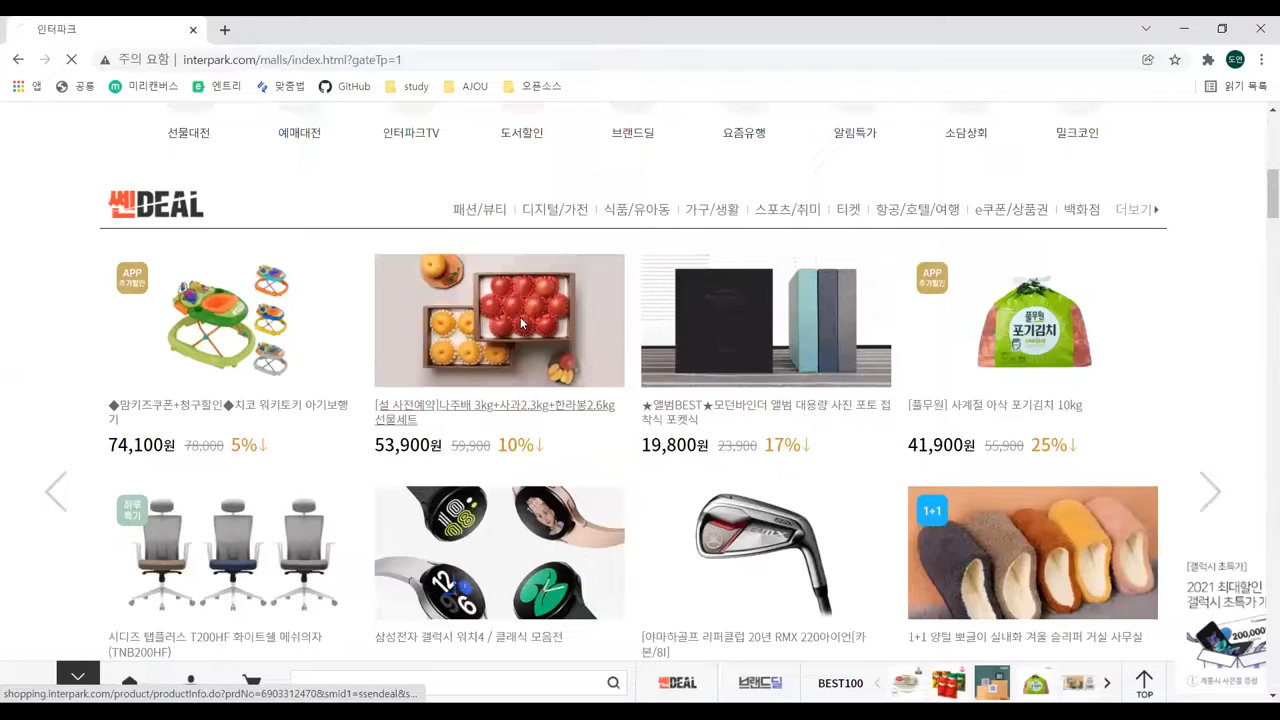 인터파크
주의 요함 | interpark.com/malls/index.html?gateTp=1
도연
앱 공룡 미리캔버스 엔트리 맞춤법 GitHub study AJOU 오픈소스 읽기 목록
선물대전 예매대전 인터파크TV 도서할인 브랜드딜 요즘유행 알림특가 소담상회 밀크코인
쎈DEAL 패션/뷰티 디지털/가전 식품/유아동 가구/생활 스포츠/취미 티켓 항공/호텔/여행 e쿠폰/상품권 백화점 더보기
APP
추가할인
APP
추가할인
풀무원
포기김치
◆맘키즈쿠폰+청구할인◆치코 워키토키 아기보행
기
74,100원 78,000 5%↓
[설 사전예약]나주배 3kg+사과2.3kg+한라봉2.6kg
선물세트
53,900원 59,900 10%↓
★앨범BEST★모던바인더 앨범 대용량 사진 포토 접
착식 포켓식
19,800원 23,900 17%↓
[풀무원] 사계절 아삭 포기김치 10kg
41,900원 55,900 25%↓
하루
특가
10
08
12
6
1+1
시디즈 탭플러스 T200HF 화이트쉘 메쉬의자
(TNB200HF)
삼성전자 갤럭시 워치4 / 클래식 모음전
[야마하골프 리퍼클럽 20년 RMX 220아이언[카
본/8I]
1+1 양털 뽀글이 실내화 겨울 슬리퍼 거실 사무실
[갤럭시 초특가]
2021 최대할인
갤럭시 초특가 기
200,000
개통시 사은품 증정
쎈DEAL 브랜드딜 BEST100 TOP
shopping.interpark.com/product/productInfo.do?prdNo=6903312470&smid1=ssendeal&s...